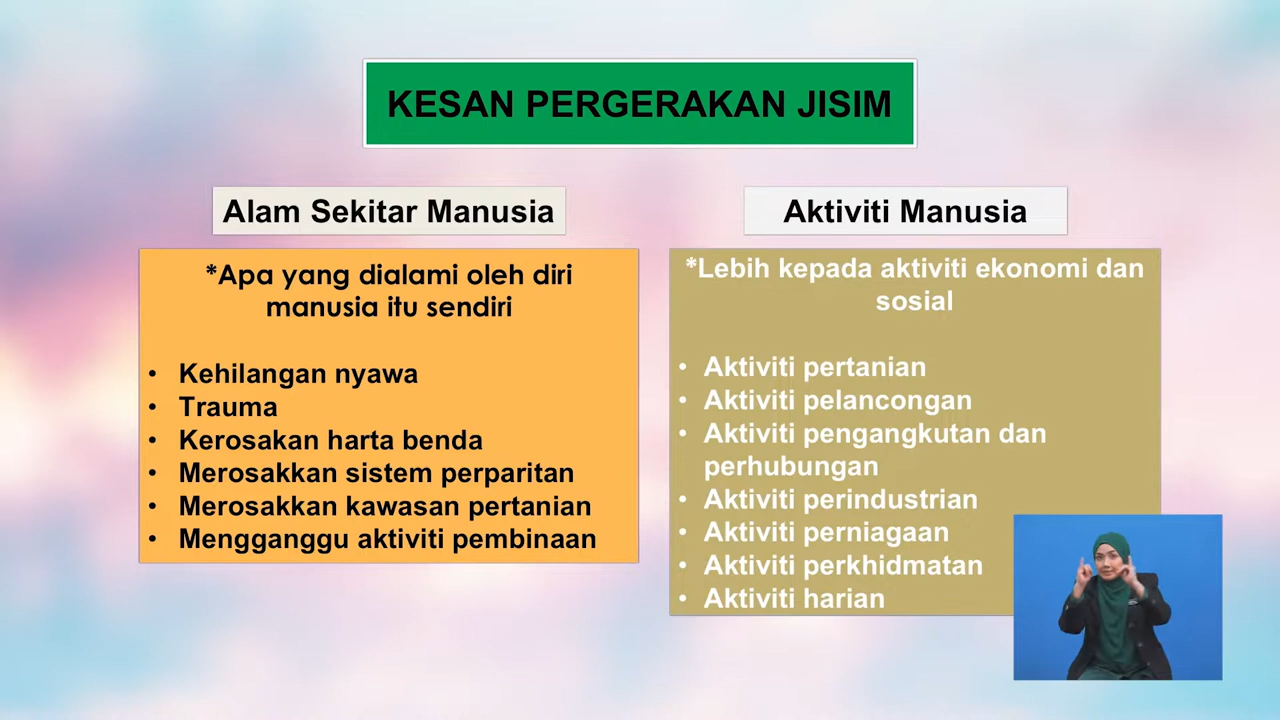 KESAN PERGERAKAN JISIM
Alam Sekitar Manusia
*Apa yang dialami oleh diri
manusia itu sendiri
• Kehilangan nyawa
• Trauma
• Kerosakan harta benda
• Merosakkan sistem perparitan
• Merosakkan kawasan pertanian
• Mengganggu aktiviti pembinaan
Aktiviti Manusia
*Lebih kepada aktiviti ekonomi dan
sosial
• Aktiviti pertanian
• Aktiviti pelancongan
• Aktiviti pengangkutan dan
perhubungan
• Aktiviti perindustrian
• Aktiviti perniagaan
• Aktiviti perkhidmatan
• Aktiviti harian